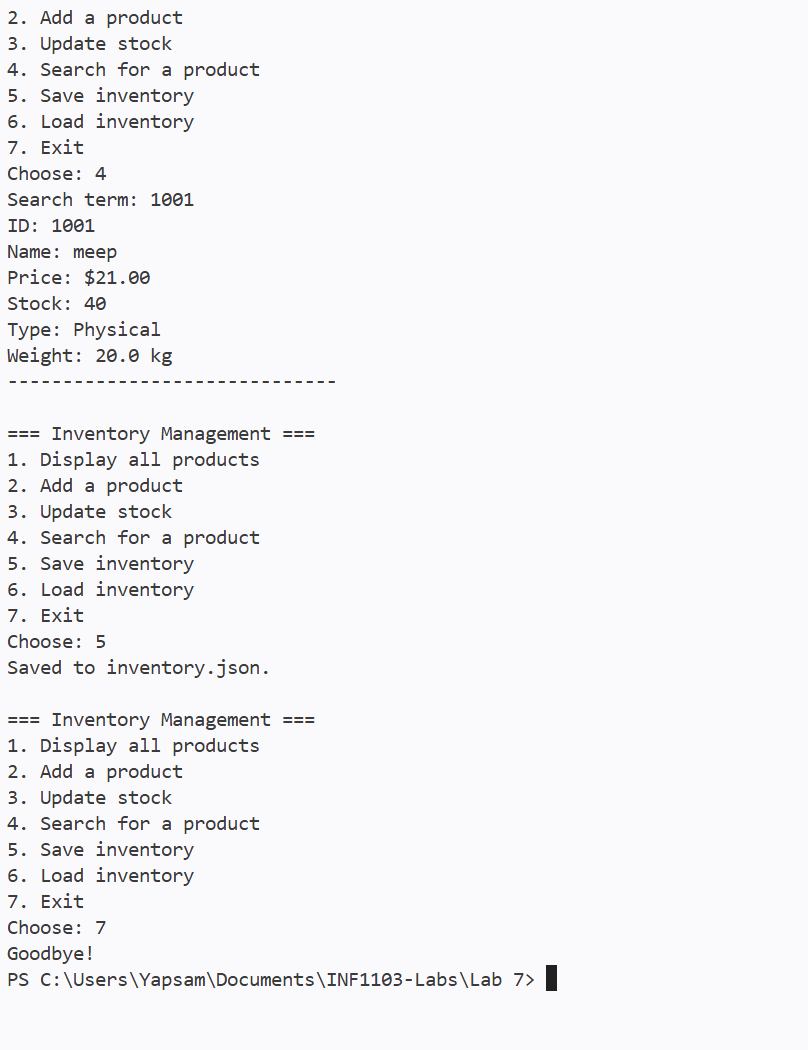 2. Add a product
3. Update stock
4. Search for a product
5. Save inventory
6. Load inventory
7. Exit
Choose: 4
Search term: 1001
ID: 1001
Name: meep
Price: $21.00
Stock: 40
Type: Physical
Weight: 20.0 kg
------------------------------
=== Inventory Management ===
1. Display all products
2. Add a product
3. Update stock
4. Search for a product
5. Save inventory
6. Load inventory
7. Exit
Choose: 5
Saved to inventory.json.
=== Inventory Management ===
1. Display all products
2. Add a product
3. Update stock
4. Search for a product
5. Save inventory
6. Load inventory
7. Exit
Choose: 7
Goodbye!
PS C:\Users\Yapsam\Documents\INF1103-Labs\Lab 7>